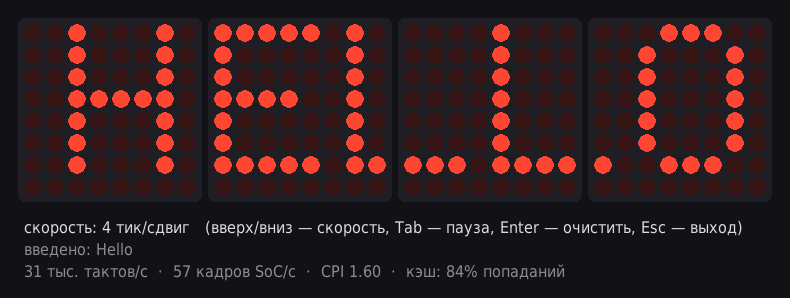 HELLO
скорость: 4 тик/сдвиг (вверх/вниз — скорость, Tab — пауза, Enter — очистить, Esc — выход)
введено: Hello
31 тыс. тактов/с · 57 кадров SoC/с · CPI 1.60 · кэш: 84% попаданий